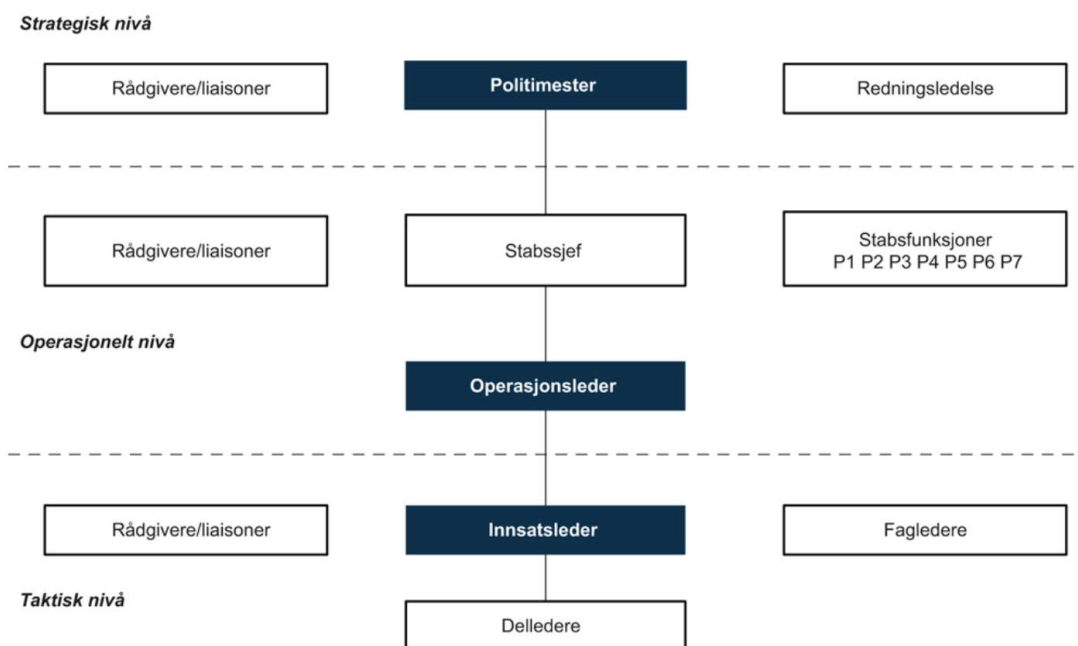 Strategisk nivå
Rådgivere/liaisoner
Politimester
Redningsledelse
Rådgivere/liaisoner
Stabssjef
Stabsfunksjoner
P1 P2 P3 P4 P5 P6 P7
Operasjonelt nivå
Operasjonsleder
Rådgivere/liaisoner
Innsatsleder
Fagledere
Taktisk nivå
Delledere